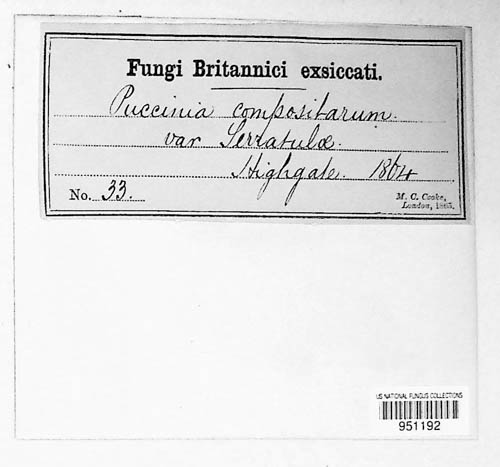 Fungi Britannici exsiccati.
Puccinia compositarum.
var Serratulæ.
Highgate. 1864
No. 33.
M. C. Cooke,
London, 1865.
US NATIONAL FUNGUS COLLECTIONS
951192